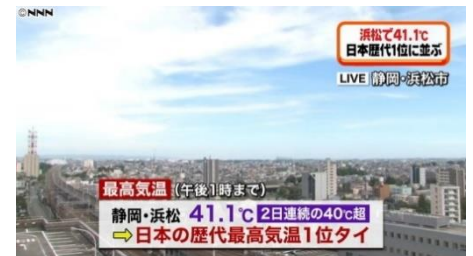 ©NNN
浜松で41.1℃
日本歴代1位に並ぶ
LIVE 静岡・浜松市
最高気温（午後1時まで）
静岡・浜松 41.1℃ 2日連続の40℃超
⇨日本の歴代最高気温1位タイ